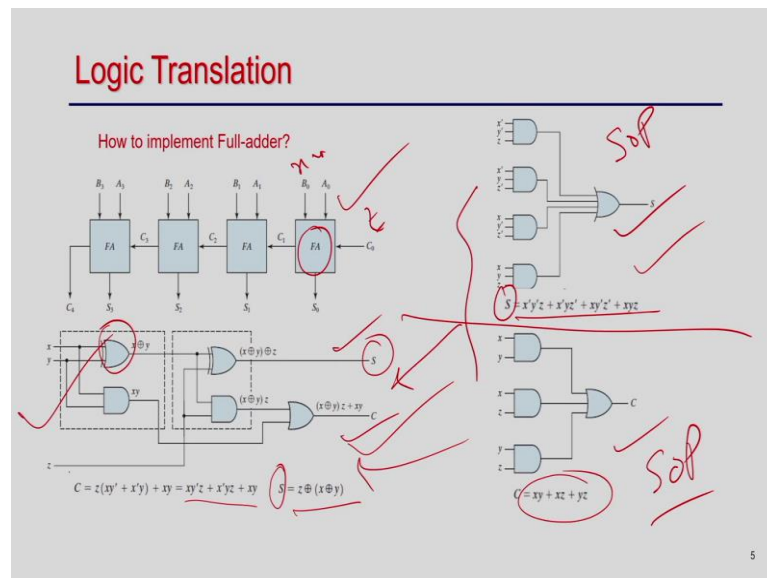 Logic Translation
How to implement Full-adder?
B₃ A₃ B₂ A₂ B₁ A₁ B₀ A₀
FA C₃ FA C₂ FA C₁ FA C₀
C₄ S₃ S₂ S₁ S₀
x
y
x⊕y
(x⊕y)⊕z
S
xy
(x⊕y)z
(x⊕y)z + xy
C
z
C = z(xy' + x'y) + xy = xy'z + x'yz + xy
S = z⊕(x⊕y)
SOP
x'
y'
z
x'
y
z'
x
y'
z'
x
y
z
S
S = x'y'z + x'yz' + xy'z' + xyz
x
y
x
z
y
z
C
C = xy + xz + yz
SOP
5